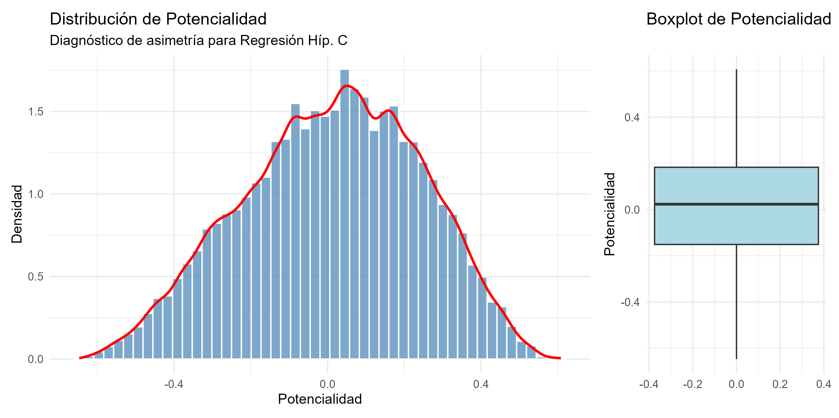 Distribución de Potencialidad
Diagnóstico de asimetría para Regresión Híp. C
Densidad
1.5
1.0
0.5
0.0
-0.4
0.0
0.4
Potencialidad
Boxplot de Potencialidad
Potencialidad
0.4
0.0
-0.4
-0.4
-0.2
0.0
0.2
0.4